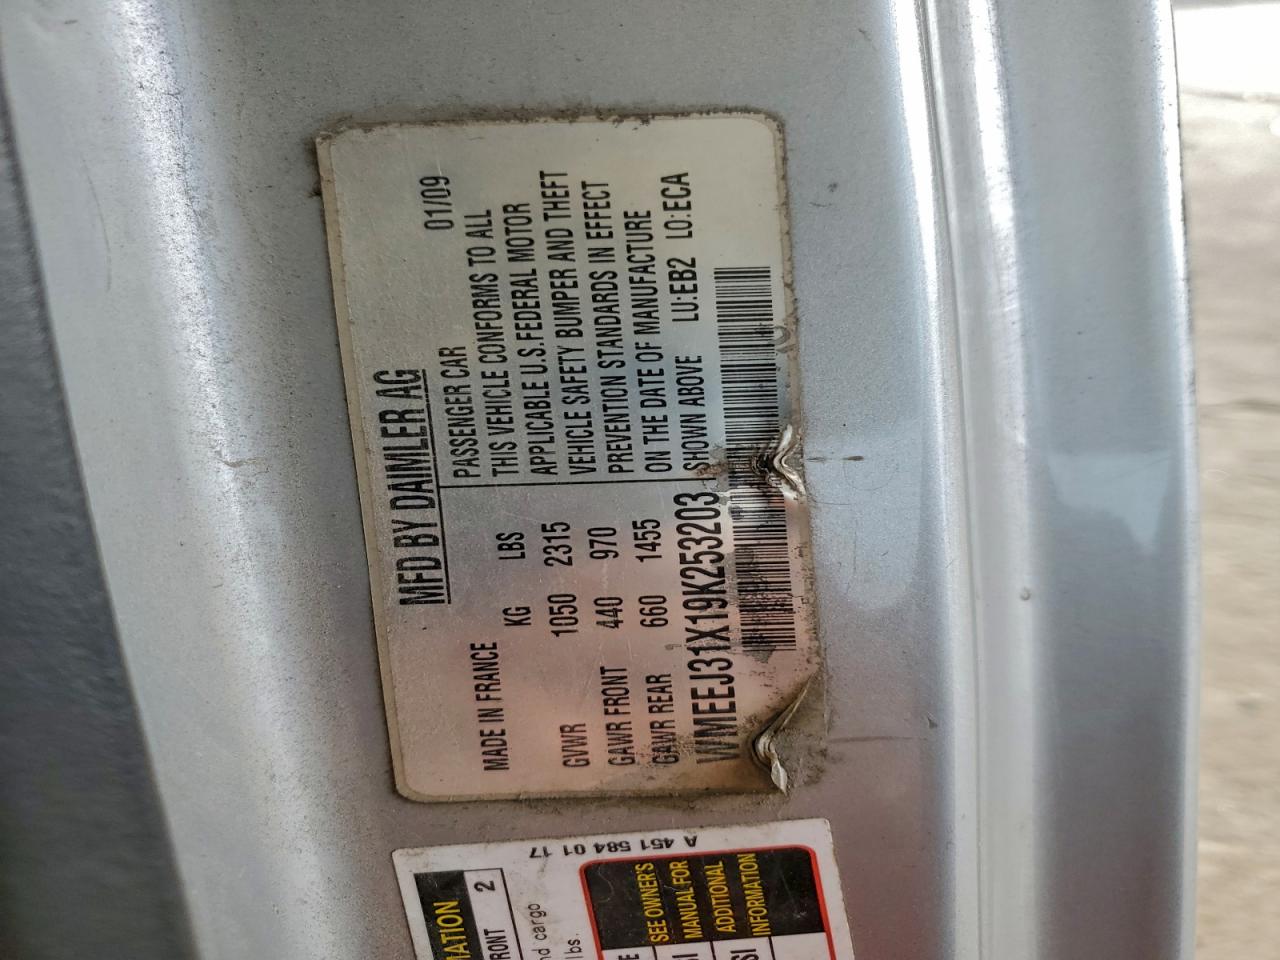 MFD BY DAIMLER AG 01/09
MADE IN FRANCE
KG LBS
GVWR 1050 2315
GAWR FRONT 440 970
GAWR REAR 660 1455
PASSENGER CAR
THIS VEHICLE CONFORMS TO ALL
APPLICABLE U.S. FEDERAL MOTOR
VEHICLE SAFETY BUMPER AND THEFT
PREVENTION STANDARDS IN EFFECT
ON THE DATE OF MANUFACTURE
SHOWN ABOVE LU:EB2 LO:ECA
WMEEJ31X19K253203
A 451 584 01 17
FRONT 2
cargo
lbs.
SEE OWNER'S
MANUAL FOR
ADDITIONAL
INFORMATION